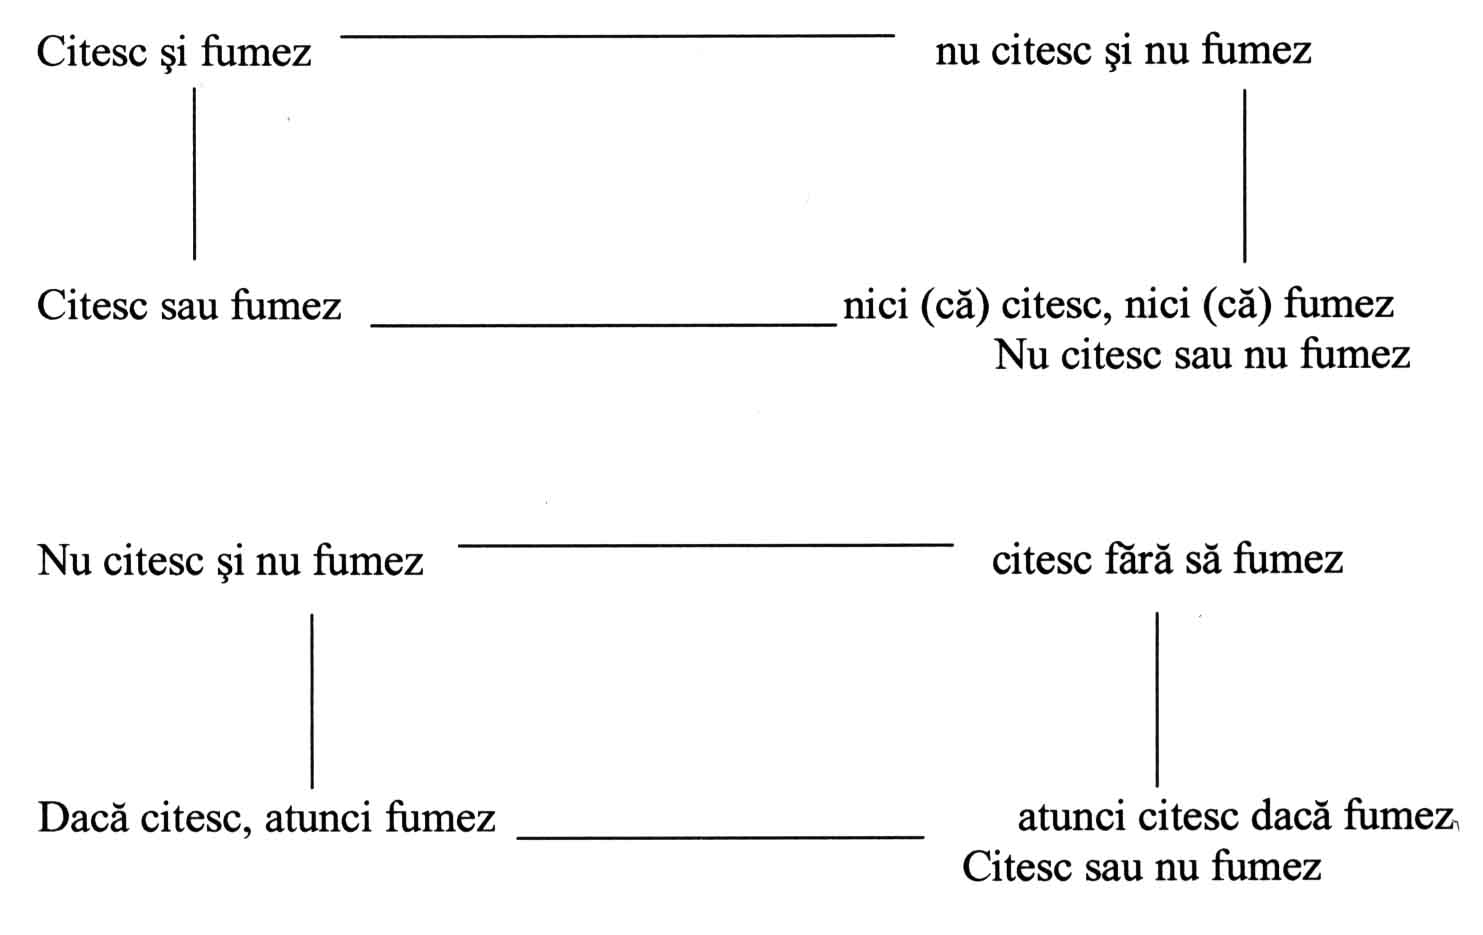 Citesc şi fumez nu citesc şi nu fumez
Citesc sau fumez nici (că) citesc, nici (că) fumez
Nu citesc sau nu fumez
Nu citesc şi nu fumez citesc fără să fumez
Dacă citesc, atunci fumez atunci citesc dacă fumez
Citesc sau nu fumez